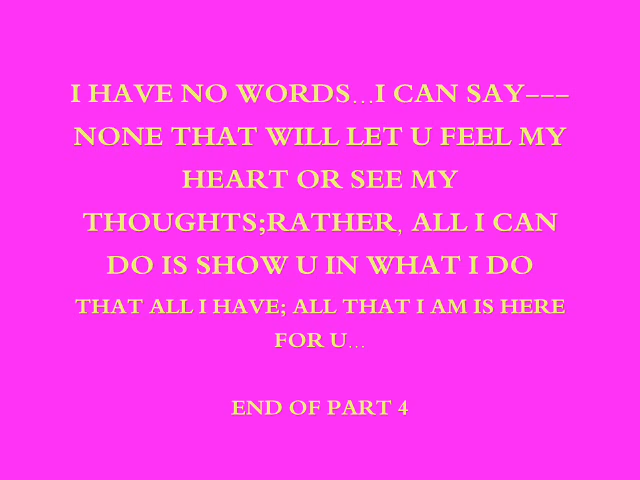 I HAVE NO WORDS...I CAN SAY---
NONE THAT WILL LET U FEEL MY
HEART OR SEE MY
THOUGHTS;RATHER, ALL I CAN
DO IS SHOW U IN WHAT I DO
THAT ALL I HAVE; ALL THAT I AM IS HERE
FOR U...
END OF PART 4